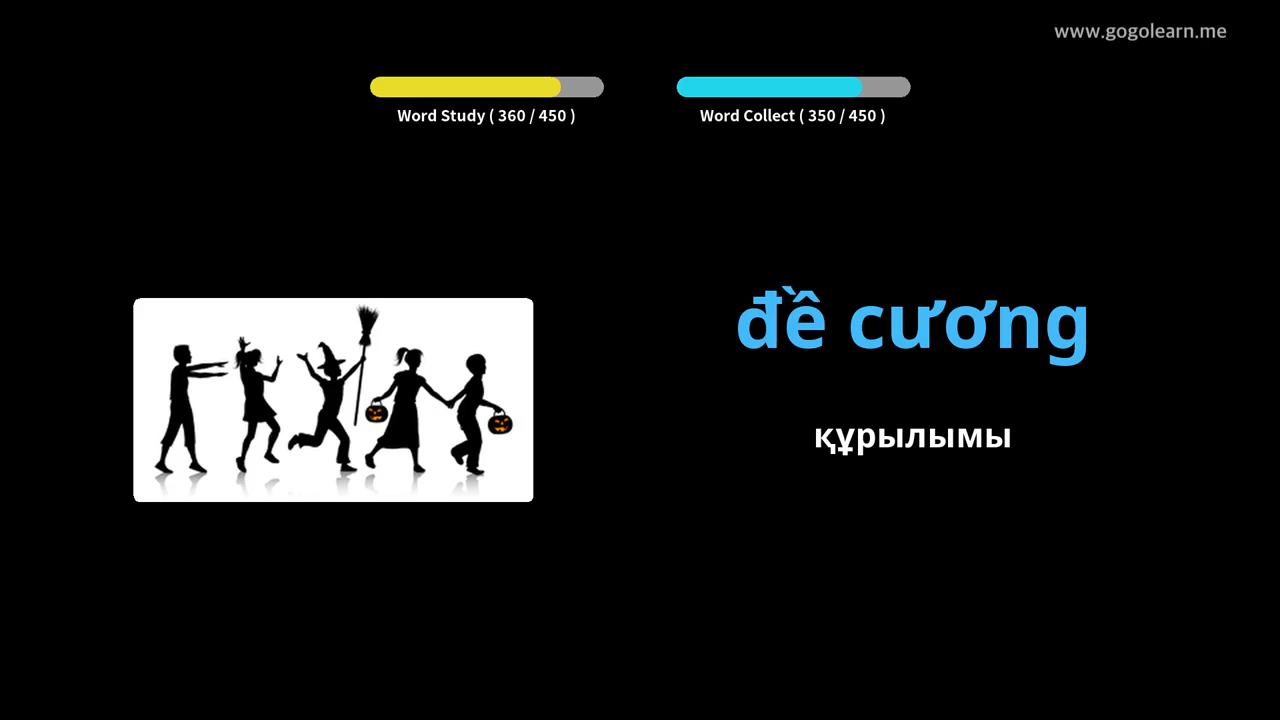 www.gogolearn.me
Word Study ( 360 / 450 )
Word Collect ( 350 / 450 )
đề cương
құрылымы